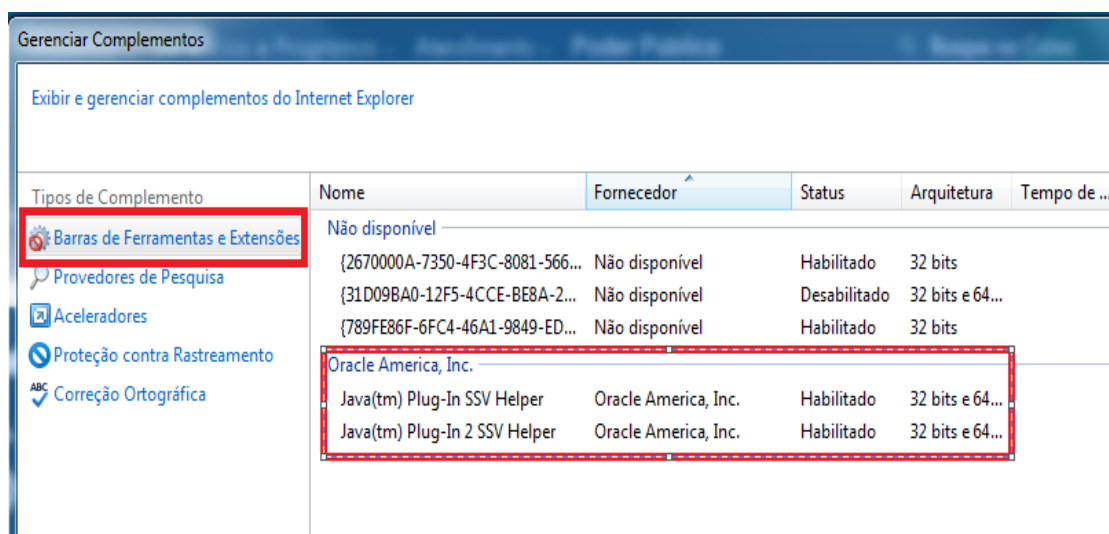 Gerenciar Complementos
Poder Público
Exibir e gerenciar complementos do Internet Explorer
Tipos de Complemento
Barras de Ferramentas e Extensões
Provedores de Pesquisa
Aceleradores
Proteção contra Rastreamento
ABC Correção Ortográfica
Nome Fornecedor Status Arquitetura Tempo de ...
Não disponível
{2670000A-7350-4F3C-8081-566... Não disponível Habilitado 32 bits
{31D09BA0-12F5-4CCE-BE8A-2... Não disponível Desabilitado 32 bits e 64...
{789FE86F-6FC4-46A1-9849-ED... Não disponível Habilitado 32 bits
Oracle America, Inc.
Java(tm) Plug-In SSV Helper Oracle America, Inc. Habilitado 32 bits e 64...
Java(tm) Plug-In 2 SSV Helper Oracle America, Inc. Habilitado 32 bits e 64...